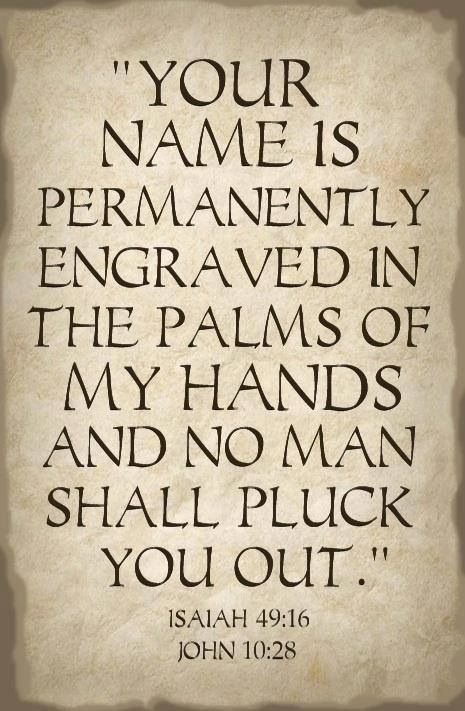 "YOUR
NAME IS
PERMANENTLY
ENGRAVED IN
THE PALMS OF
MY HANDS
AND NO MAN
SHALL PLUCK
YOU OUT."
ISAIAH 49:16
JOHN 10:28